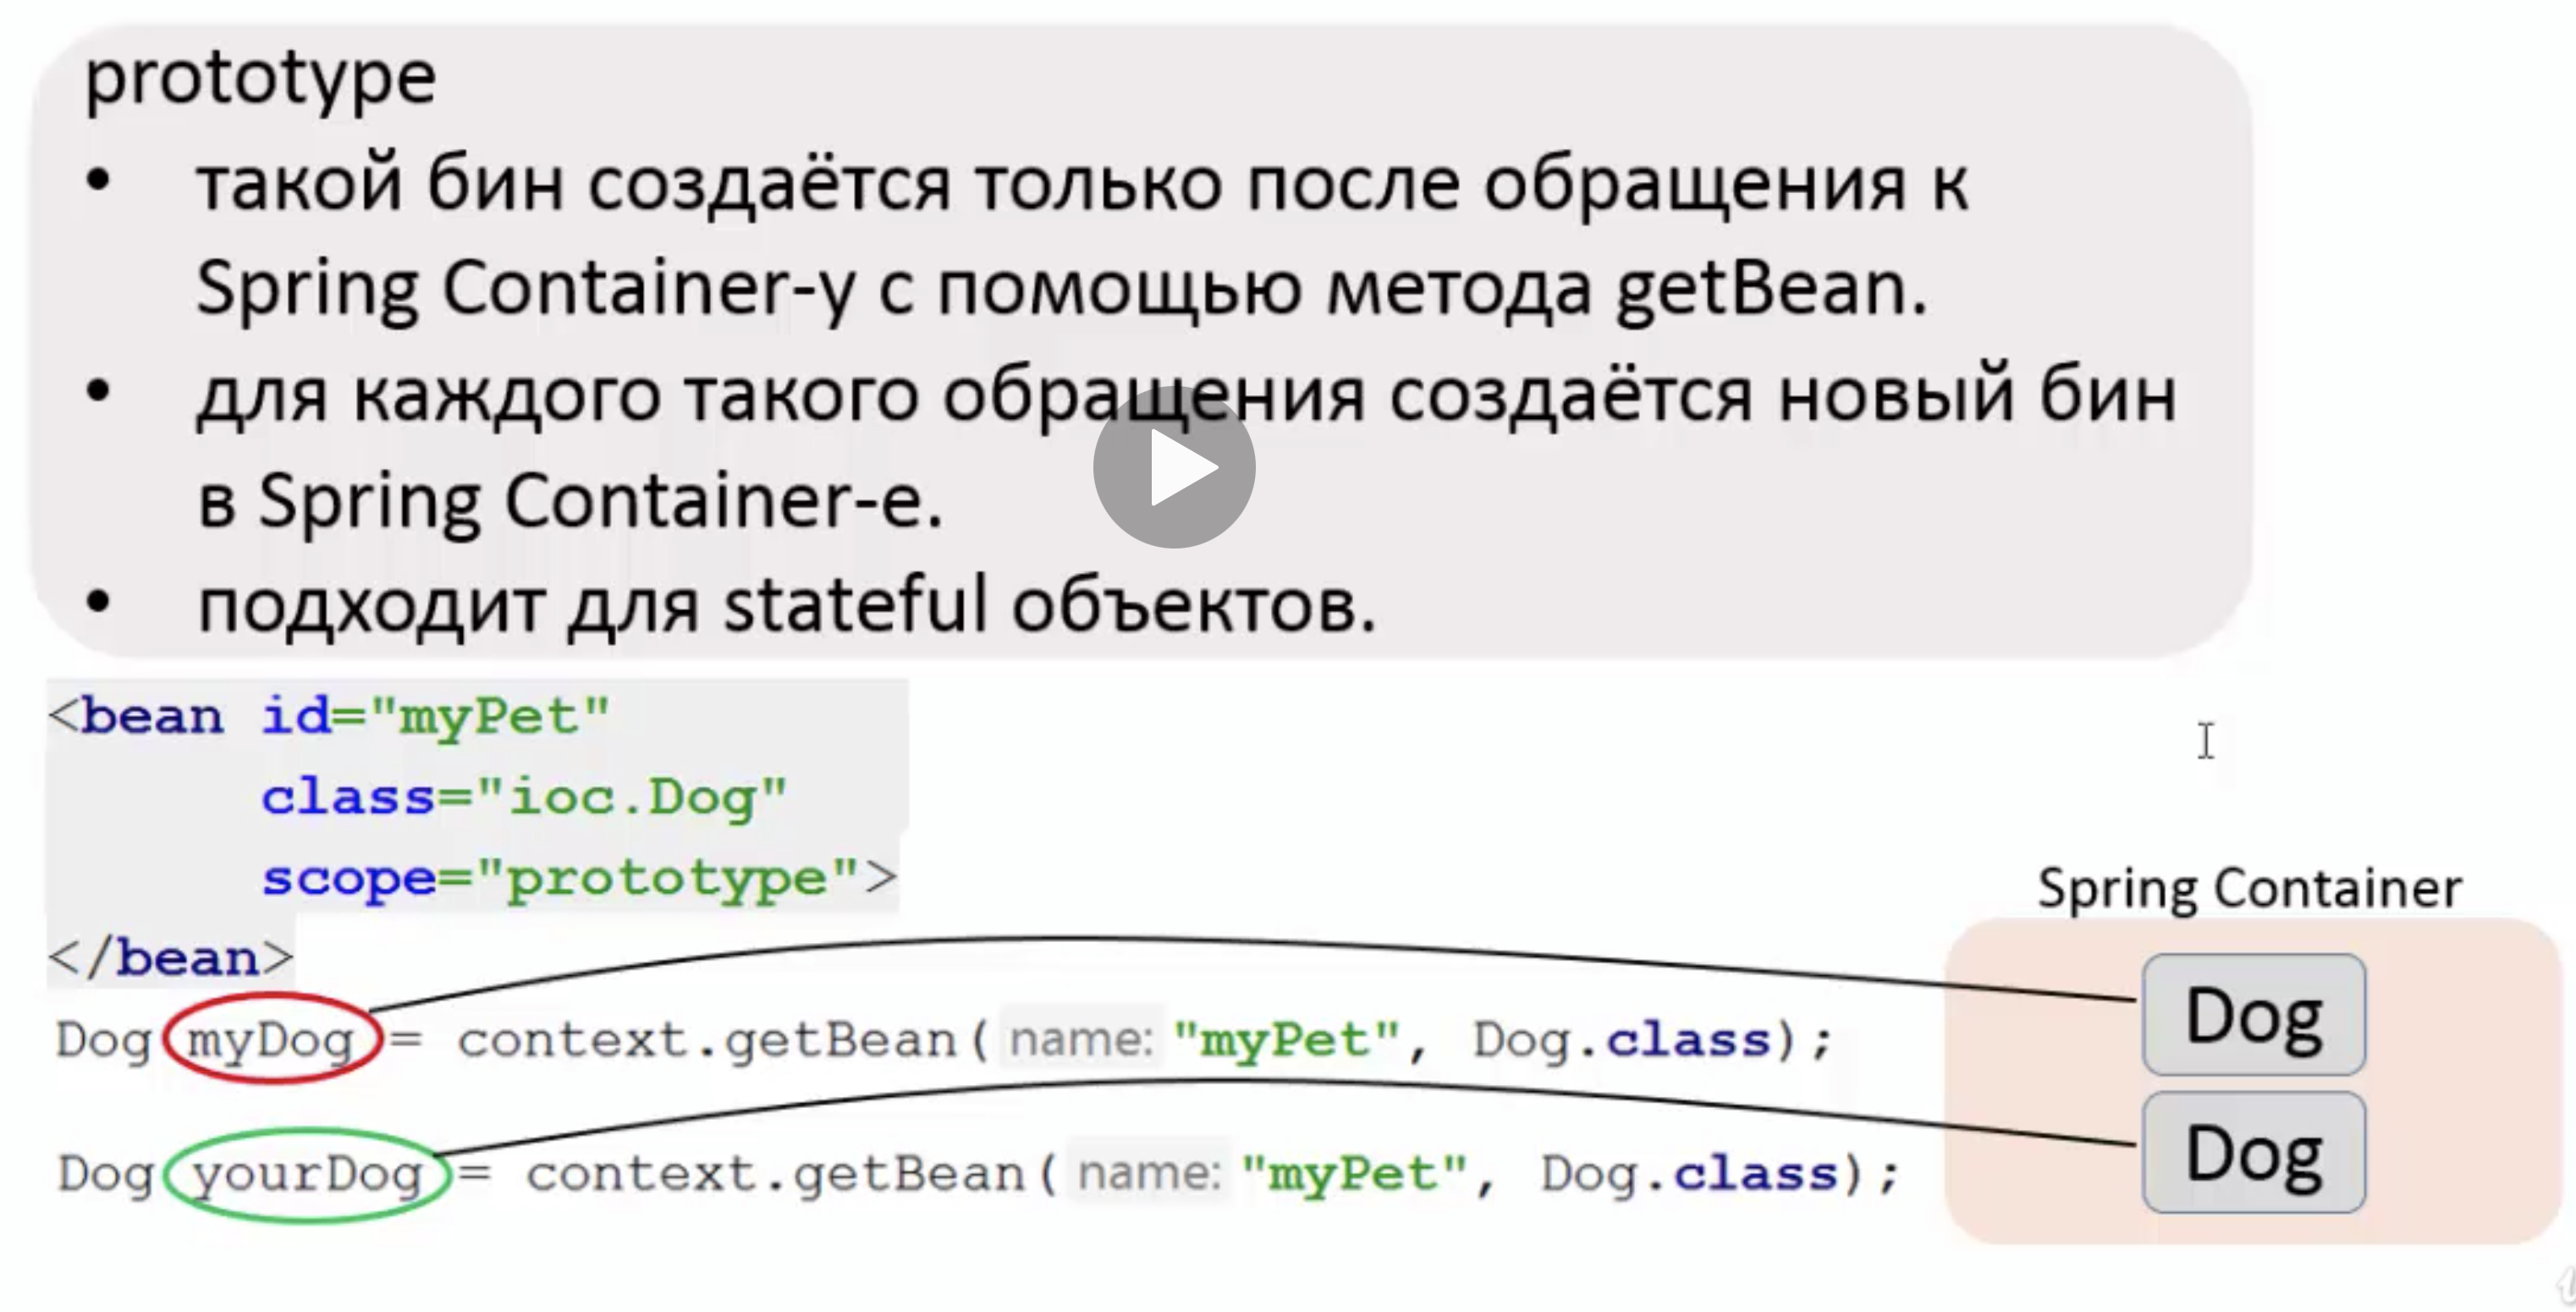 prototype
• такой бин создаётся только после обращения к
Spring Container-у с помощью метода getBean.
• для каждого такого обращения создаётся новый бин
в Spring Container-е.
• подходит для stateful объектов.
<bean id="myPet"
class="ioc.Dog"
scope="prototype">
</bean>
Spring Container
Dog
Dog
Dog myDog = context.getBean( name: "myPet", Dog.class);
Dog yourDog = context.getBean( name: "myPet", Dog.class);